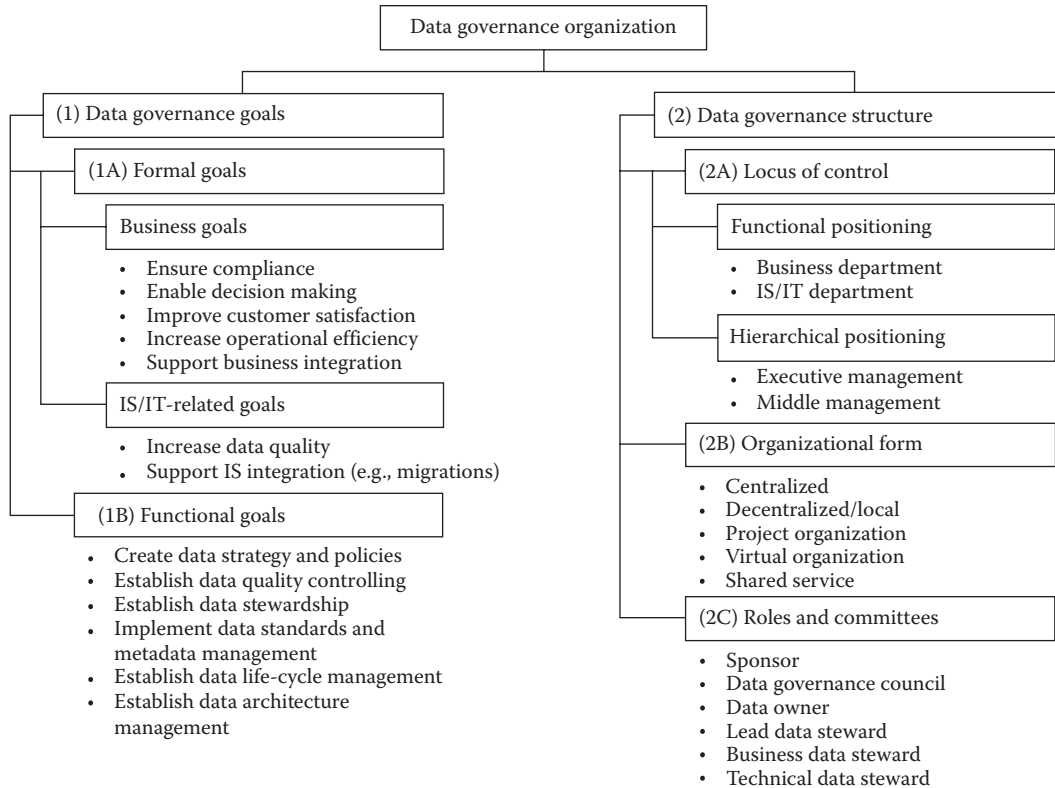 Data governance organization
(1) Data governance goals
(1A) Formal goals
Business goals
• Ensure compliance
• Enable decision making
• Improve customer satisfaction
• Increase operational efficiency
• Support business integration
IS/IT-related goals
• Increase data quality
• Support IS integration (e.g., migrations)
(1B) Functional goals
• Create data strategy and policies
• Establish data quality controlling
• Establish data stewardship
• Implement data standards and
metadata management
• Establish data life-cycle management
• Establish data architecture
management
(2) Data governance structure
(2A) Locus of control
Functional positioning
• Business department
• IS/IT department
Hierarchical positioning
• Executive management
• Middle management
(2B) Organizational form
• Centralized
• Decentralized/local
• Project organization
• Virtual organization
• Shared service
(2C) Roles and committees
• Sponsor
• Data governance council
• Data owner
• Lead data steward
• Business data steward
• Technical data steward